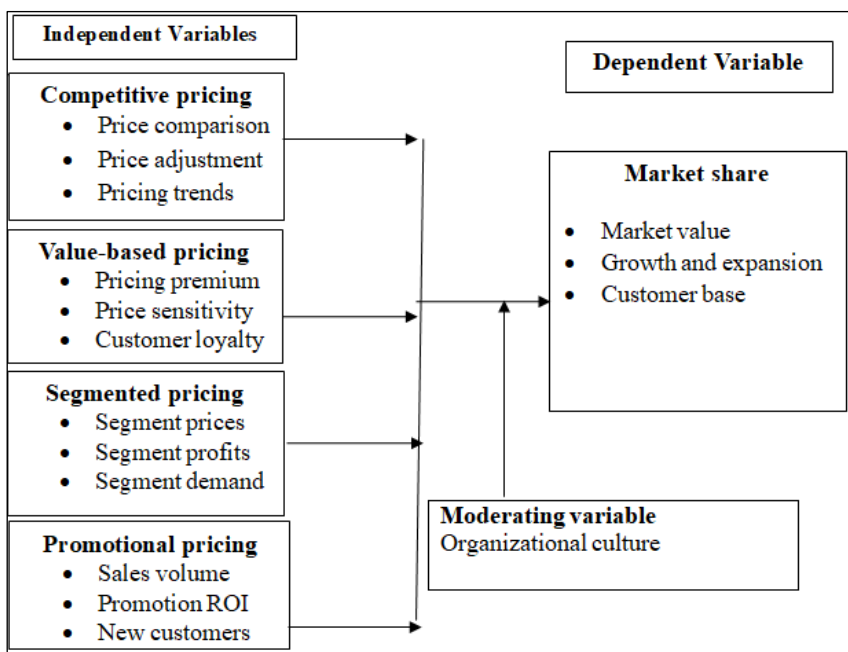 Independent Variables
Competitive pricing
• Price comparison
• Price adjustment
• Pricing trends
Value-based pricing
• Pricing premium
• Price sensitivity
• Customer loyalty
Segmented pricing
• Segment prices
• Segment profits
• Segment demand
Promotional pricing
• Sales volume
• Promotion ROI
• New customers
Dependent Variable
Market share
• Market value
• Growth and expansion
• Customer base
Moderating variable
Organizational culture